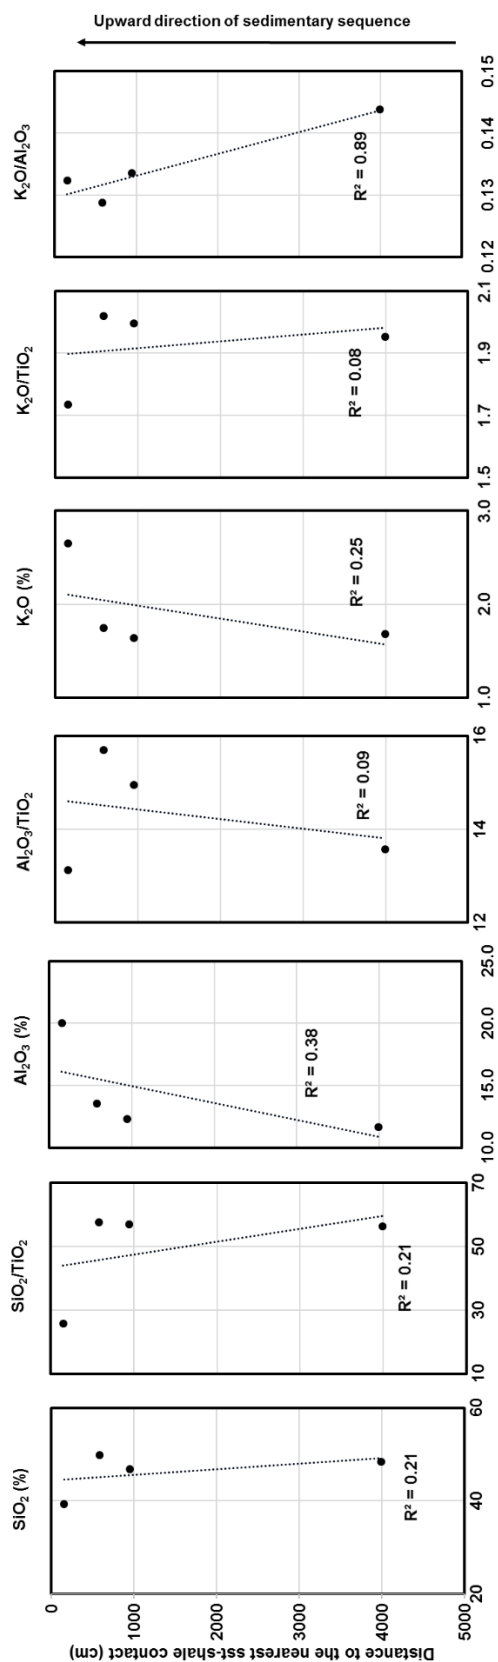 Upward direction of sedimentary sequence
SiO₂ (%)
SiO₂/TiO₂
Al₂O₃ (%)
Al₂O₃/TiO₂
K₂O (%)
K₂O/TiO₂
K₂O/Al₂O₃
Distance to the nearest sst-shale contact (cm)
0
1000
2000
3000
4000
5000
R² = 0.21
20
40
60
R² = 0.21
10
30
50
70
R² = 0.38
10.0
15.0
20.0
25.0
R² = 0.09
12
14
16
R² = 0.25
1.0
2.0
3.0
R² = 0.08
1.5
1.7
1.9
2.1
R² = 0.89
0.12
0.13
0.14
0.15